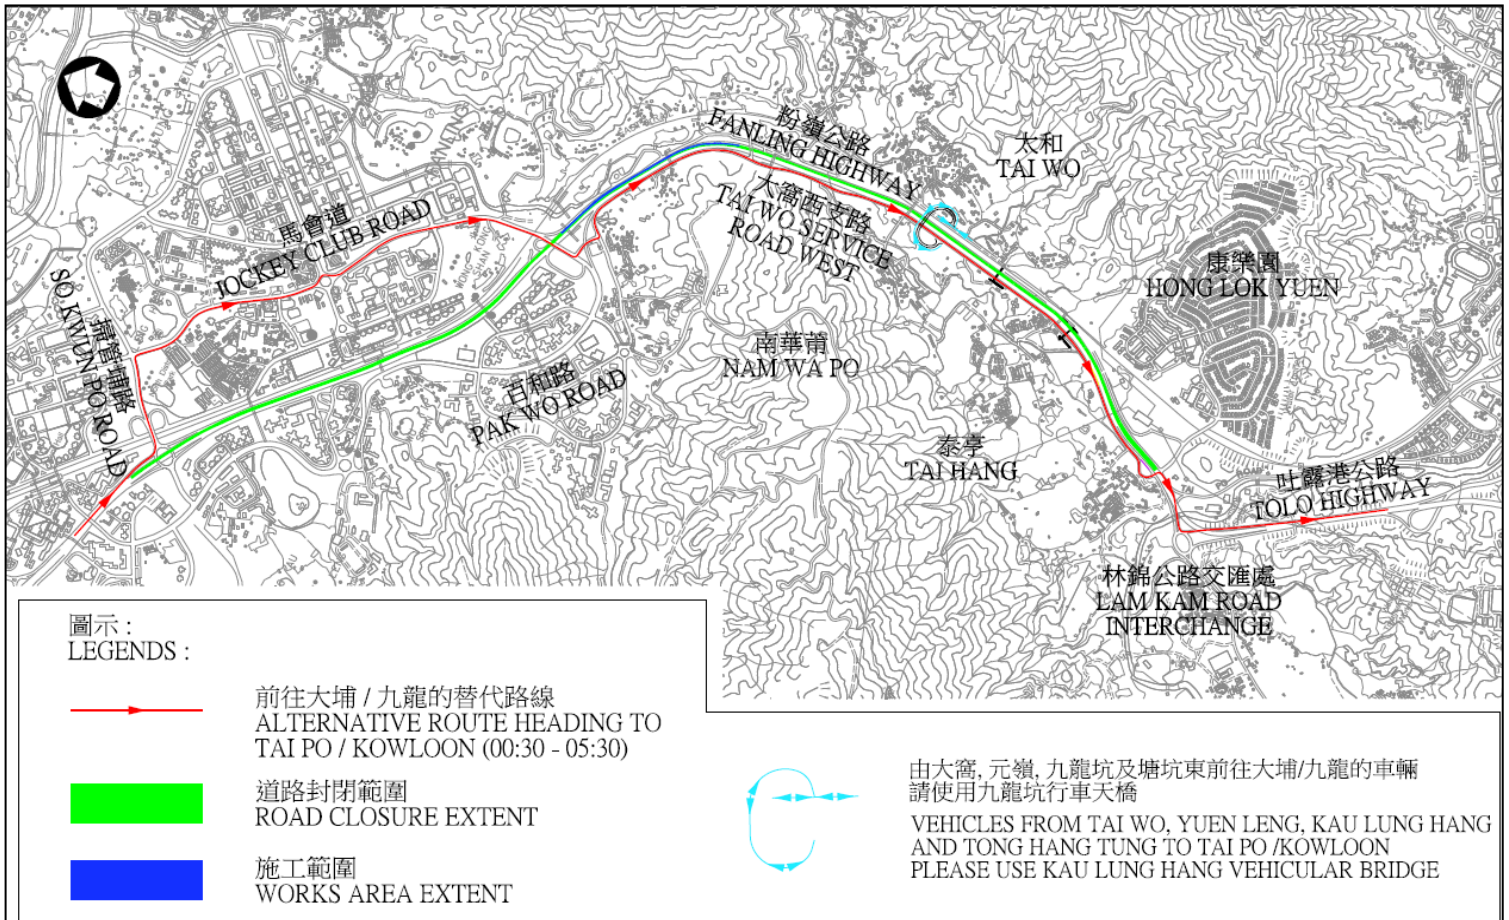 粉嶺公路
FANLING HIGHWAY
太和
TAI WO
馬會道
JOCKEY CLUB ROAD
大窩西支路
TAI WO SERVICE
ROAD WEST
掃管埔路
SO KWUN PO ROAD
康樂園
HONG LOK YUEN
南華莆
NAM WA PO
百和路
PAK WO ROAD
泰亨
TAI HANG
吐露港公路
TOLO HIGHWAY
林錦公路交匯處
LAM KAM ROAD
INTERCHANGE
圖示 :
LEGENDS :
前往大埔 / 九龍的替代路線
ALTERNATIVE ROUTE HEADING TO
TAI PO / KOWLOON (00:30 - 05:30)
道路封閉範圍
ROAD CLOSURE EXTENT
施工範圍
WORKS AREA EXTENT
由大窩, 元嶺, 九龍坑及塘坑東前往大埔/九龍的車輛
請使用九龍坑行車天橋
VEHICLES FROM TAI WO, YUEN LENG, KAU LUNG HANG
AND TONG HANG TUNG TO TAI PO /KOWLOON
PLEASE USE KAU LUNG HANG VEHICULAR BRIDGE